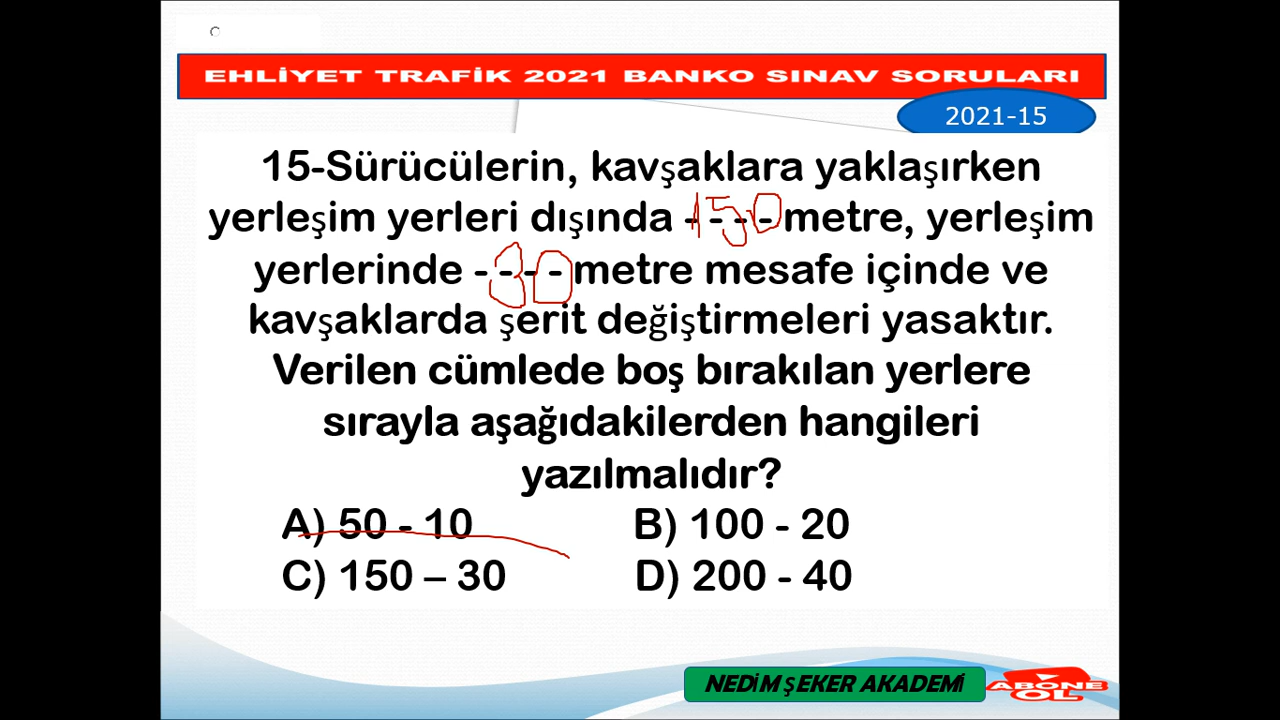 EHLİYET TRAFİK 2021 BANKO SINAV SORULARI
2021-15
15-Sürücülerin, kavşaklara yaklaşırken
yerleşim yerleri dışında - - - - metre, yerleşim
150
yerlerinde - - - - metre mesafe içinde ve
30
kavşaklarda şerit değiştirmeleri yasaktır.
Verilen cümlede boş bırakılan yerlere
sırayla aşağıdakilerden hangileri
yazılmalıdır?
A) 50 - 10 B) 100 - 20
C) 150 – 30 D) 200 - 40
NEDİM ŞEKER AKADEMİ
ABONE
OL